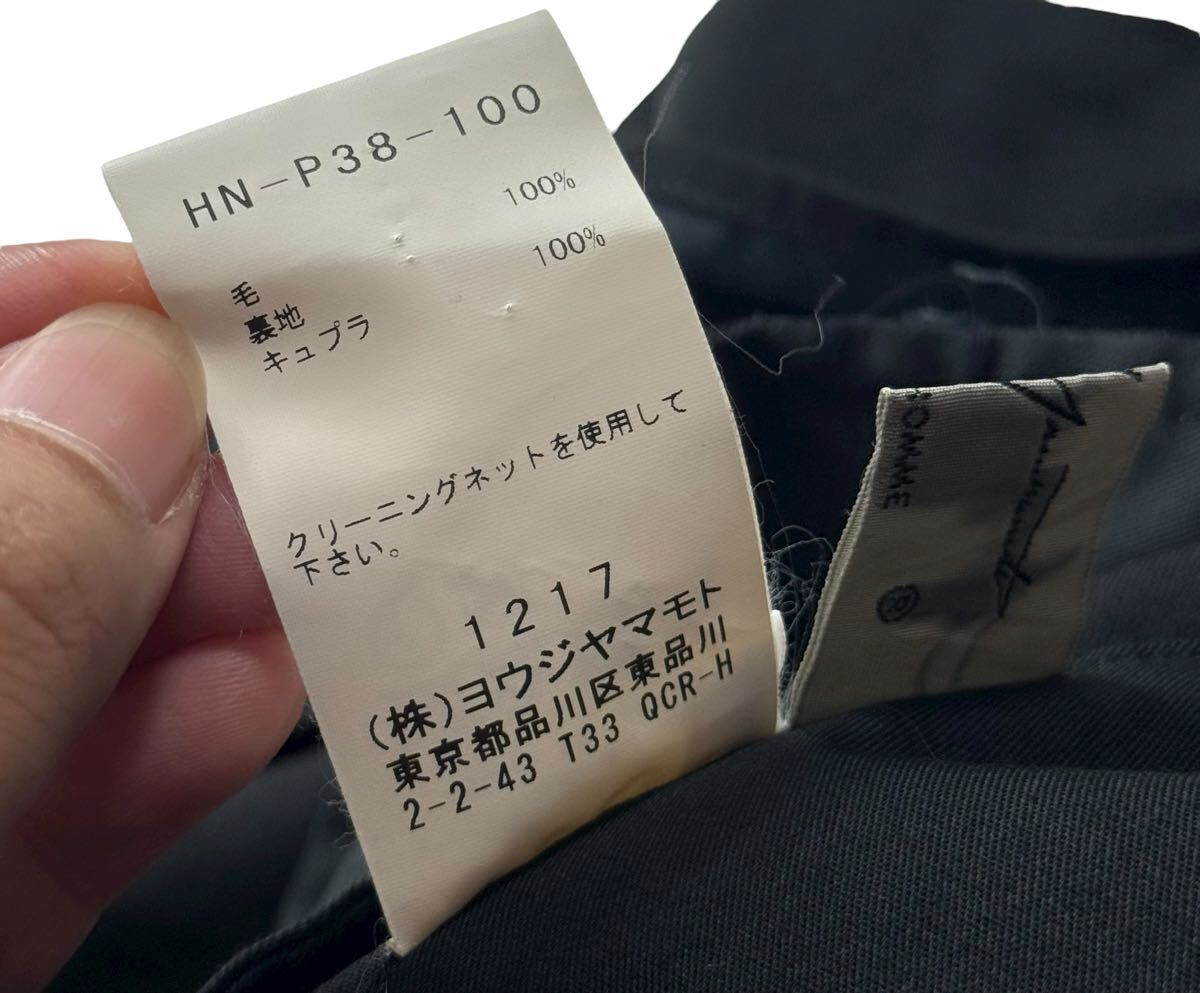 HN-P38-100
100%
100%
毛
裏地
キュプラ
クリーニングネットを使用して
下さい。
1217
(株)ヨウジヤマモト
東京都品川区東品川
2-2-43 T33 QCR-H
HOMME
®